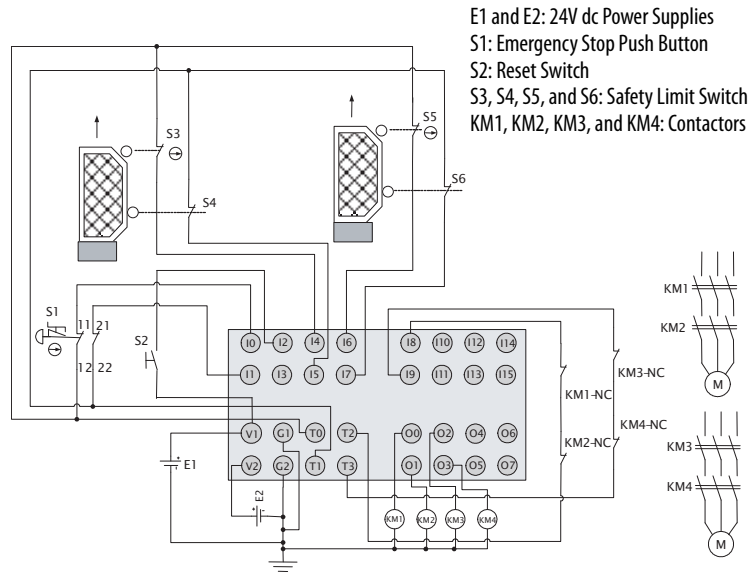 E1 and E2: 24V dc Power Supplies
S1: Emergency Stop Push Button
S2: Reset Switch
S3, S4, S5, and S6: Safety Limit Switch
KM1, KM2, KM3, and KM4: Contactors
S3
S5
S4
S6
S1
11 21
S2
12 22
I0 I2 I4 I6 I8 I10 I12 I14
I1 I3 I5 I7 I9 I11 I13 I15
V1 G1 T0 T2 O0 O2 O4 O6
V2 G2 T1 T3 O1 O3 O5 O7
E1
E2
KM1 KM2 KM3 KM4
KM3-NC
KM1-NC
KM4-NC
KM2-NC
KM1
KM2
M
KM3
KM4
M